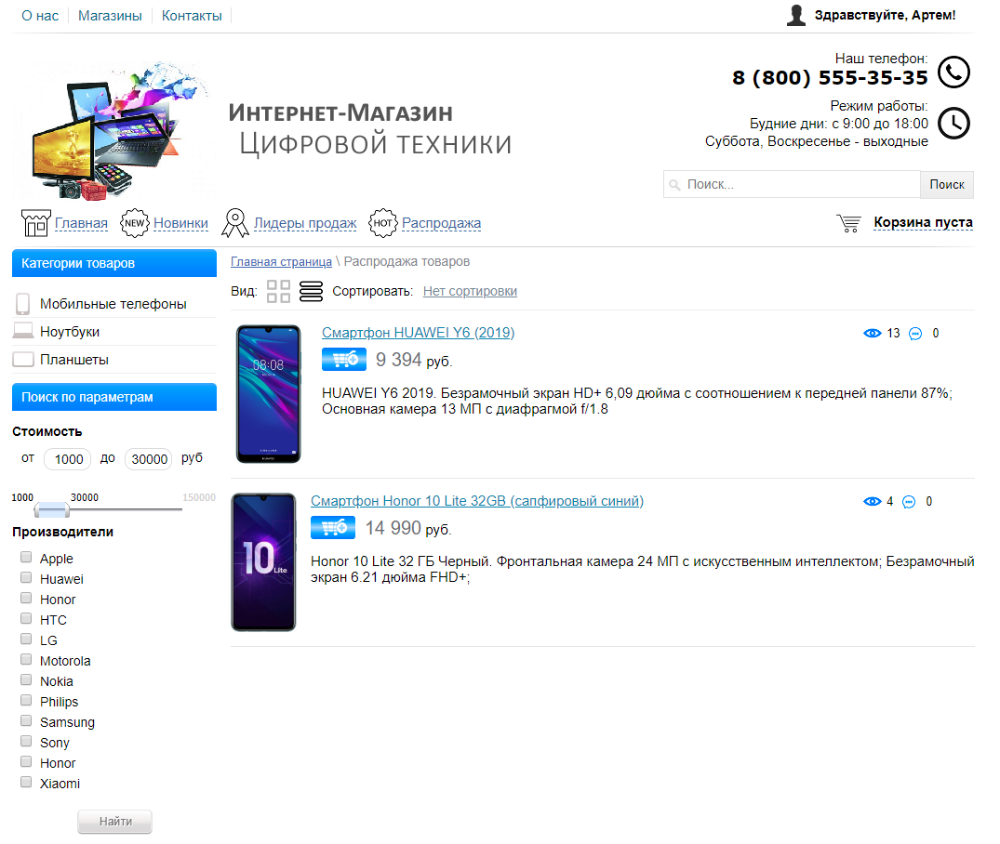 О нас Магазины Контакты
Здравствуйте, Артем!
Наш телефон:
8 (800) 555-35-35
Режим работы:
Будние дни: с 9:00 до 18:00
Суббота, Воскресенье - выходные
Интернет-Магазин
Цифровой техники
Поиск... Поиск
Главная NEW Новинки Лидеры продаж HOT Распродажа
Корзина пуста
Категории товаров
Мобильные телефоны
Ноутбуки
Планшеты
Поиск по параметрам
Стоимость
от 1000 до 30000 руб
1000 30000 150000
Производители
Apple
Huawei
Honor
HTC
LG
Motorola
Nokia
Philips
Samsung
Sony
Honor
Xiaomi
Найти
Главная страница \ Распродажа товаров
Вид: Сортировать: Нет сортировки
08:08
HUAWEI
Смартфон HUAWEI Y6 (2019) 13 0
9 394 руб.
HUAWEI Y6 2019. Безрамочный экран HD+ 6,09 дюйма с соотношением к передней панели 87%;
Основная камера 13 МП с диафрагмой f/1.8
10 Lite
Смартфон Honor 10 Lite 32GB (сапфировый синий) 4 0
14 990 руб.
Honor 10 Lite 32 ГБ Черный. Фронтальная камера 24 МП с искусственным интеллектом; Безрамочный
экран 6.21 дюйма FHD+;